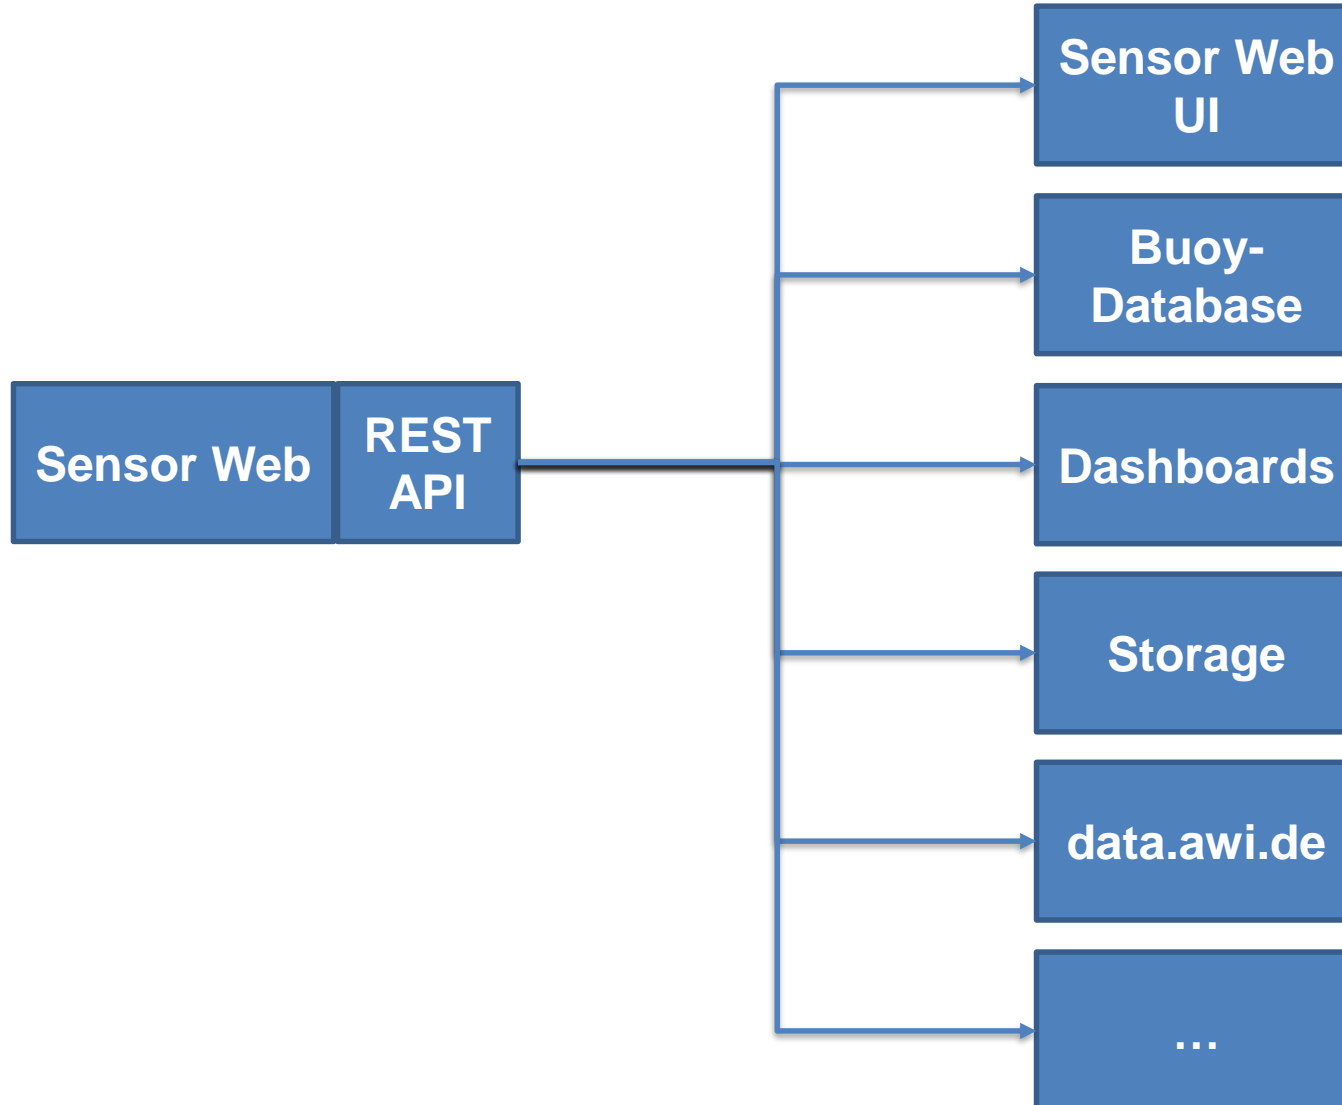 Sensor Web
UI
Buoy-
Database
Sensor Web
REST
API
Dashboards
Storage
data.awi.de
...